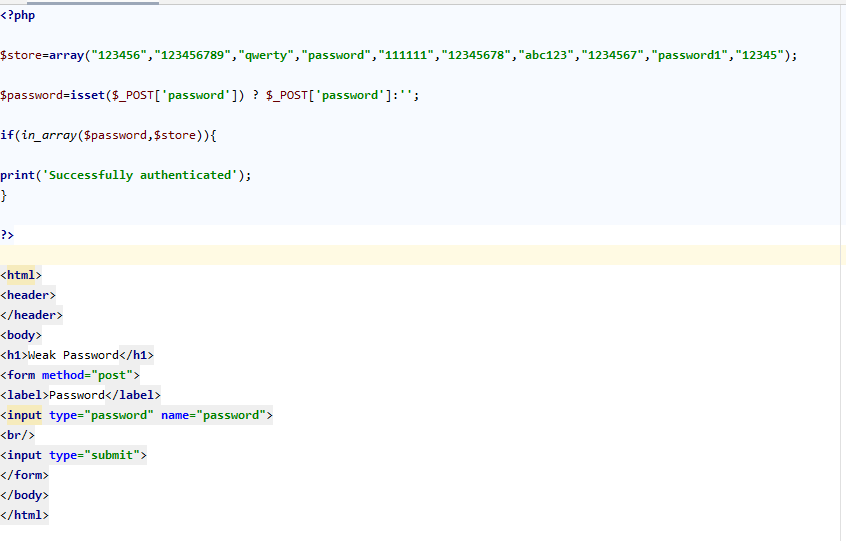 <?php
$store=array("123456","123456789","qwerty","password","111111","12345678","abc123","1234567","password1","12345");
$password=isset($_POST['password']) ? $_POST['password']:'';
if(in_array($password,$store)){
print('Successfully authenticated');
}
?>
<html>
<header>
</header>
<body>
<h1>Weak Password</h1>
<form method="post">
<label>Password</label>
<input type="password" name="password">
<br/>
<input type="submit">
</form>
</body>
</html>